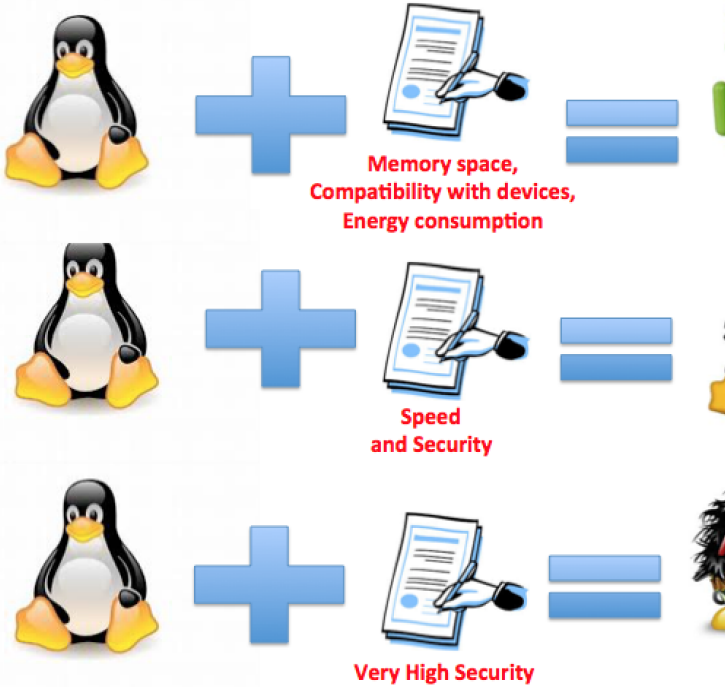 Memory space,
Compatibility with devices,
Energy consumption
Speed
and Security
Very High Security